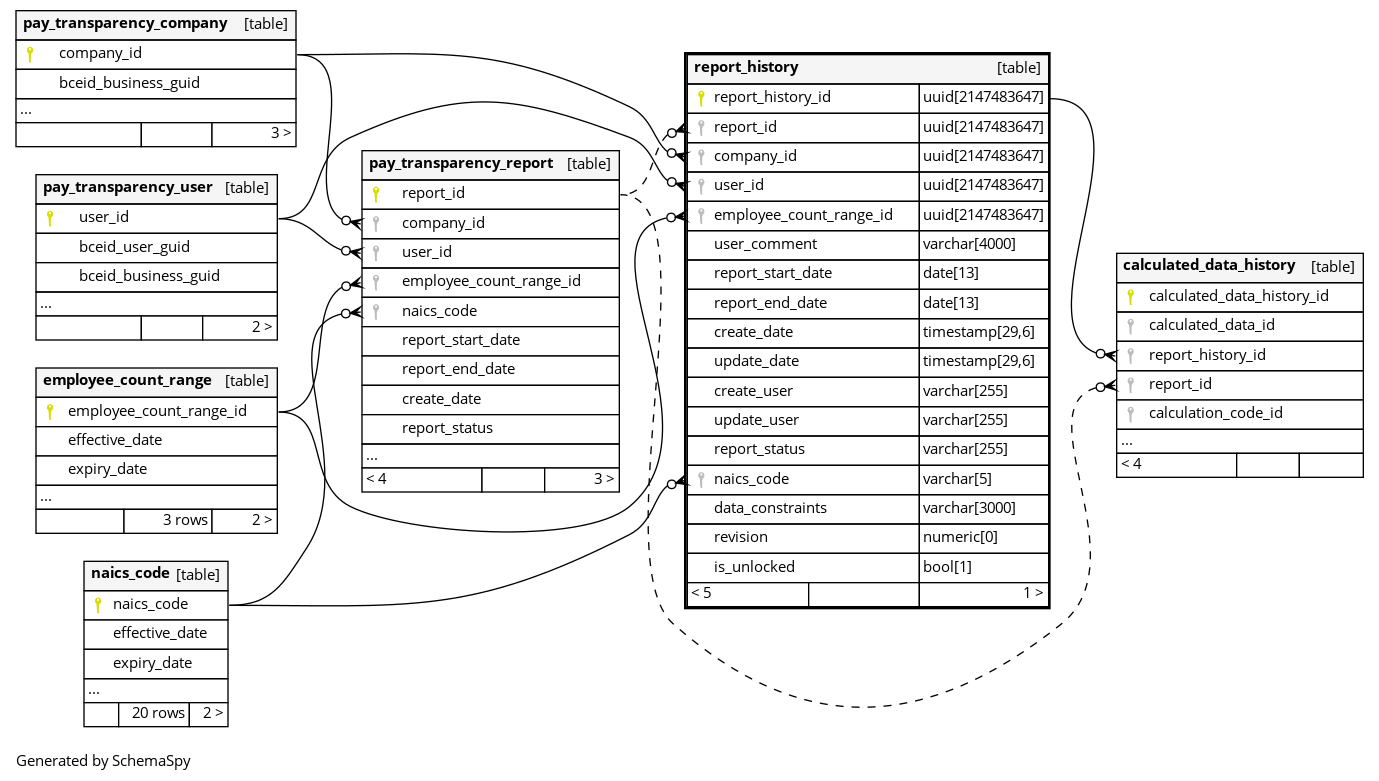 pay_transparency_company [table]
company_id
bceid_business_guid
...
3 >
pay_transparency_user [table]
user_id
bceid_user_guid
bceid_business_guid
...
2 >
employee_count_range [table]
employee_count_range_id
effective_date
expiry_date
...
3 rows 2 >
naics_code [table]
naics_code
effective_date
expiry_date
...
20 rows 2 >
pay_transparency_report [table]
report_id
company_id
user_id
employee_count_range_id
naics_code
report_start_date
report_end_date
create_date
report_status
...
< 4 3 >
report_history [table]
report_history_id uuid[2147483647]
report_id uuid[2147483647]
company_id uuid[2147483647]
user_id uuid[2147483647]
employee_count_range_id uuid[2147483647]
user_comment varchar[4000]
report_start_date date[13]
report_end_date date[13]
create_date timestamp[29,6]
update_date timestamp[29,6]
create_user varchar[255]
update_user varchar[255]
report_status varchar[255]
naics_code varchar[5]
data_constraints varchar[3000]
revision numeric[0]
is_unlocked bool[1]
< 5 1 >
calculated_data_history [table]
calculated_data_history_id
calculated_data_id
report_history_id
report_id
calculation_code_id
...
< 4
Generated by SchemaSpy